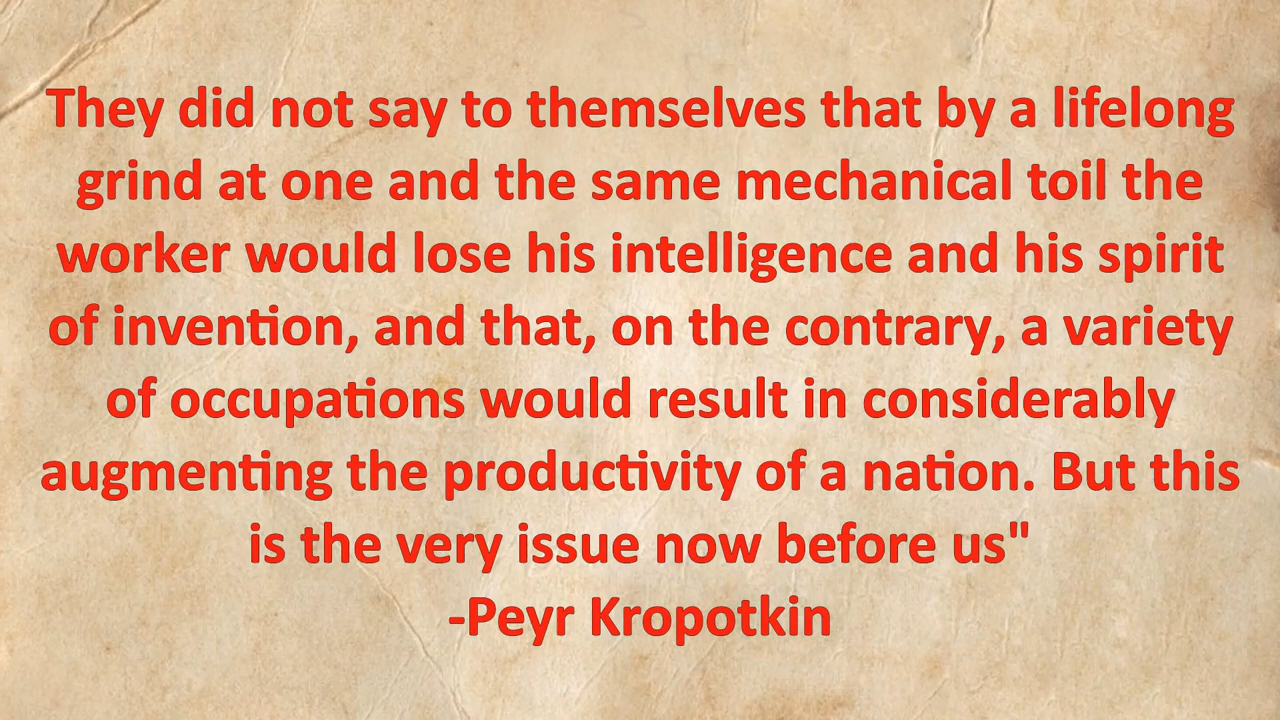 They did not say to themselves that by a lifelong
grind at one and the same mechanical toil the
worker would lose his intelligence and his spirit
of invention, and that, on the contrary, a variety
of occupations would result in considerably
augmenting the productivity of a nation. But this
is the very issue now before us"
-Peyr Kropotkin